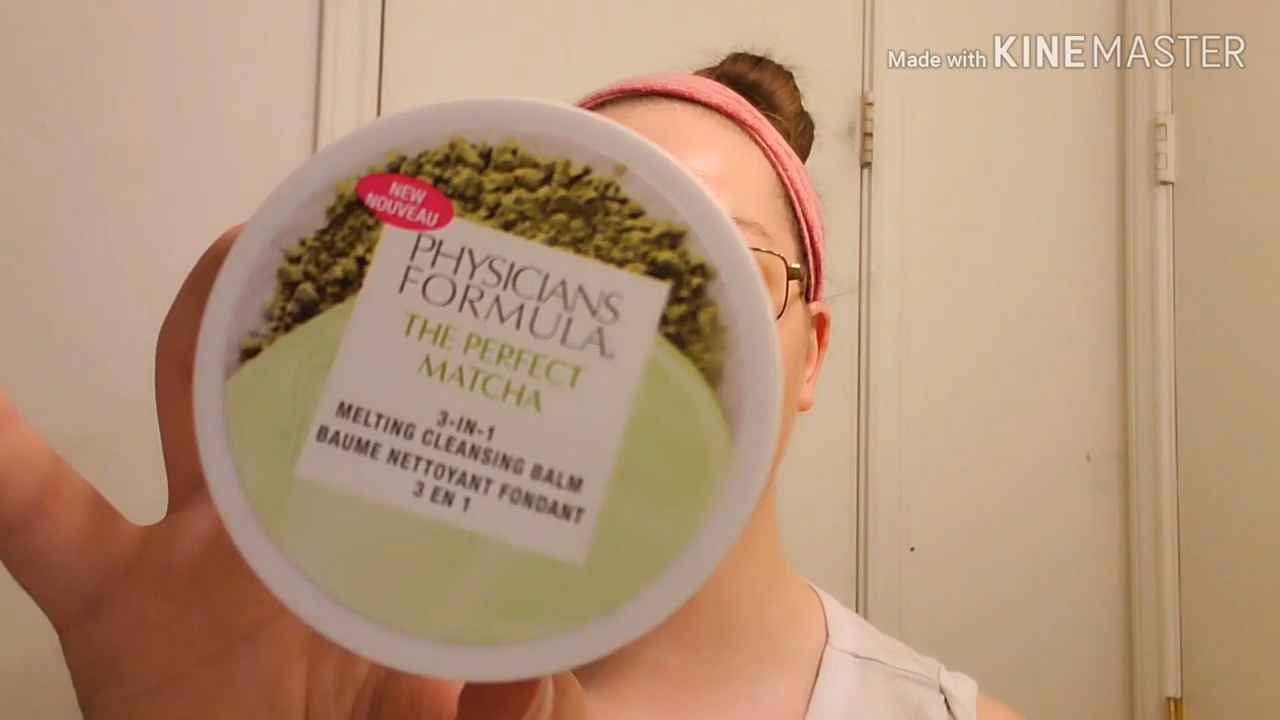 Made with KINEMASTER
NEW
NOUVEAU
PHYSICIANS
FORMULA®
THE PERFECT
MATCHA
3-IN-1
MELTING CLEANSING BALM
BAUME NETTOYANT FONDANT
3 EN 1